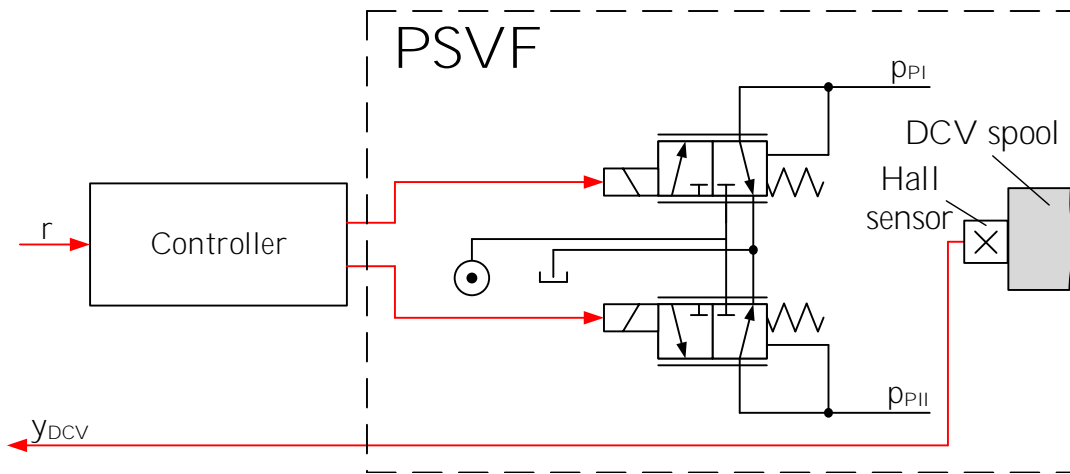 PSVF
pPI
DCV spool
Hall
sensor
r
Controller
pPII
yDCV